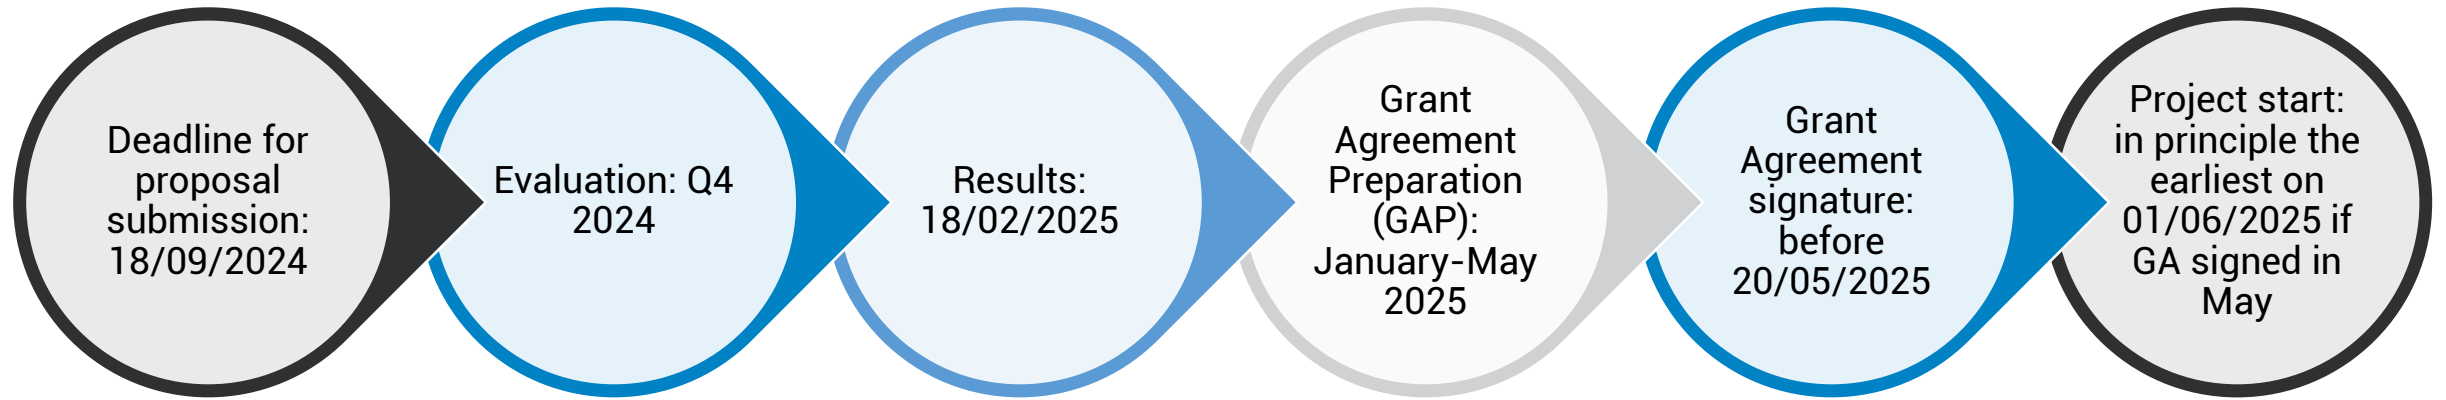 Deadline for
proposal
submission:
18/09/2024
Evaluation: Q4
2024
Results:
18/02/2025
Grant
Agreement
Preparation
(GAP):
January-May
2025
Grant
Agreement
signature:
before
20/05/2025
Project start:
in principle the
earliest on
01/06/2025 if
GA signed in
May